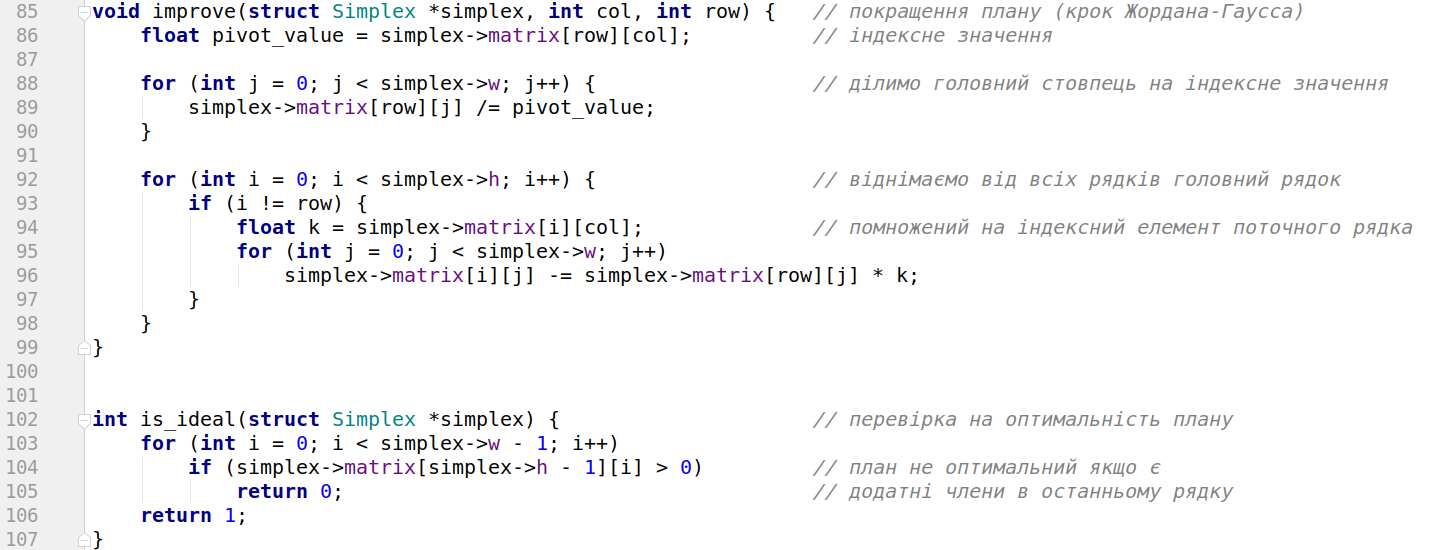 85 void improve(struct Simplex *simplex, int col, int row) { // покращення плану (крок Жордана-Гаусса)
86 float pivot_value = simplex->matrix[row][col]; // індексне значення
87
88 for (int j = 0; j < simplex->w; j++) { // ділимо головний стовпець на індексне значення
89 simplex->matrix[row][j] /= pivot_value;
90 }
91
92 for (int i = 0; i < simplex->h; i++) { // віднімаємо від всіх рядків головний рядок
93 if (i != row) {
94 float k = simplex->matrix[i][col]; // помножений на індексний елемент поточного рядка
95 for (int j = 0; j < simplex->w; j++)
96 simplex->matrix[i][j] -= simplex->matrix[row][j] * k;
97 }
98 }
99 }
100
101
102 int is_ideal(struct Simplex *simplex) { // перевірка на оптимальність плану
103 for (int i = 0; i < simplex->w - 1; i++)
104 if (simplex->matrix[simplex->h - 1][i] > 0) // план не оптимальний якщо є
105 return 0; // додатні члени в останньому рядку
106 return 1;
107 }